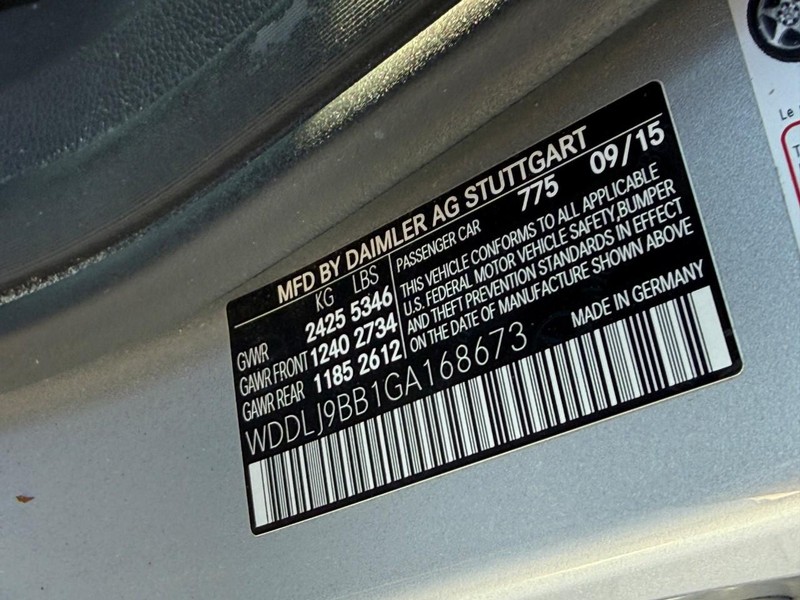 MFD BY DAIMLER AG STUTTGART
KG LBS
GVWR 2425 5346
GAWR FRONT 1240 2734
GAWR REAR 1185 2612
PASSENGER CAR 775 09/15
THIS VEHICLE CONFORMS TO ALL APPLICABLE
U.S. FEDERAL MOTOR VEHICLE SAFETY,BUMPER
AND THEFT PREVENTION STANDARDS IN EFFECT
ON THE DATE OF MANUFACTURE SHOWN ABOVE
MADE IN GERMANY
WDDLJ9BB1GA168673
Le